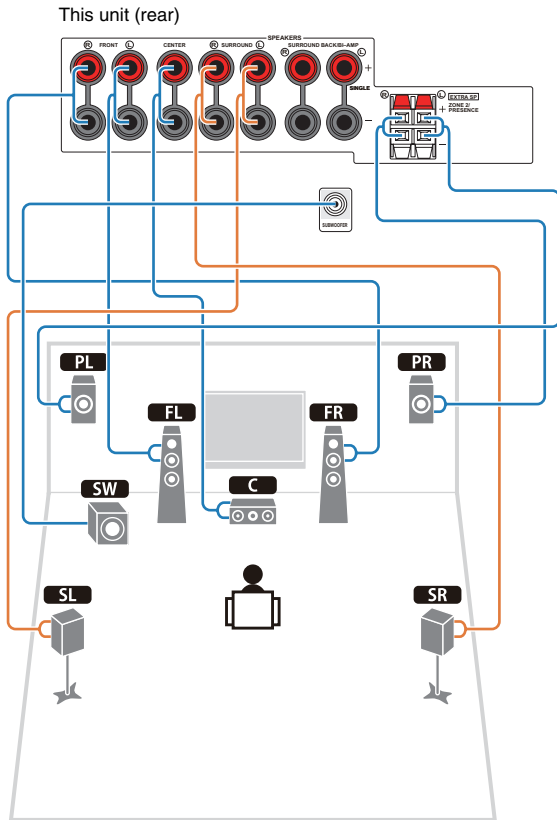 This unit (rear)
SPEAKERS
R FRONT L
CENTER
R SURROUND L
R SURROUND BACK/BI-AMP L
+
SINGLE
–
R L EXTRA SP
ZONE 2/
PRESENCE
+
–
SUBWOOFER
PL
PR
FL
FR
SW
C
SL
SR